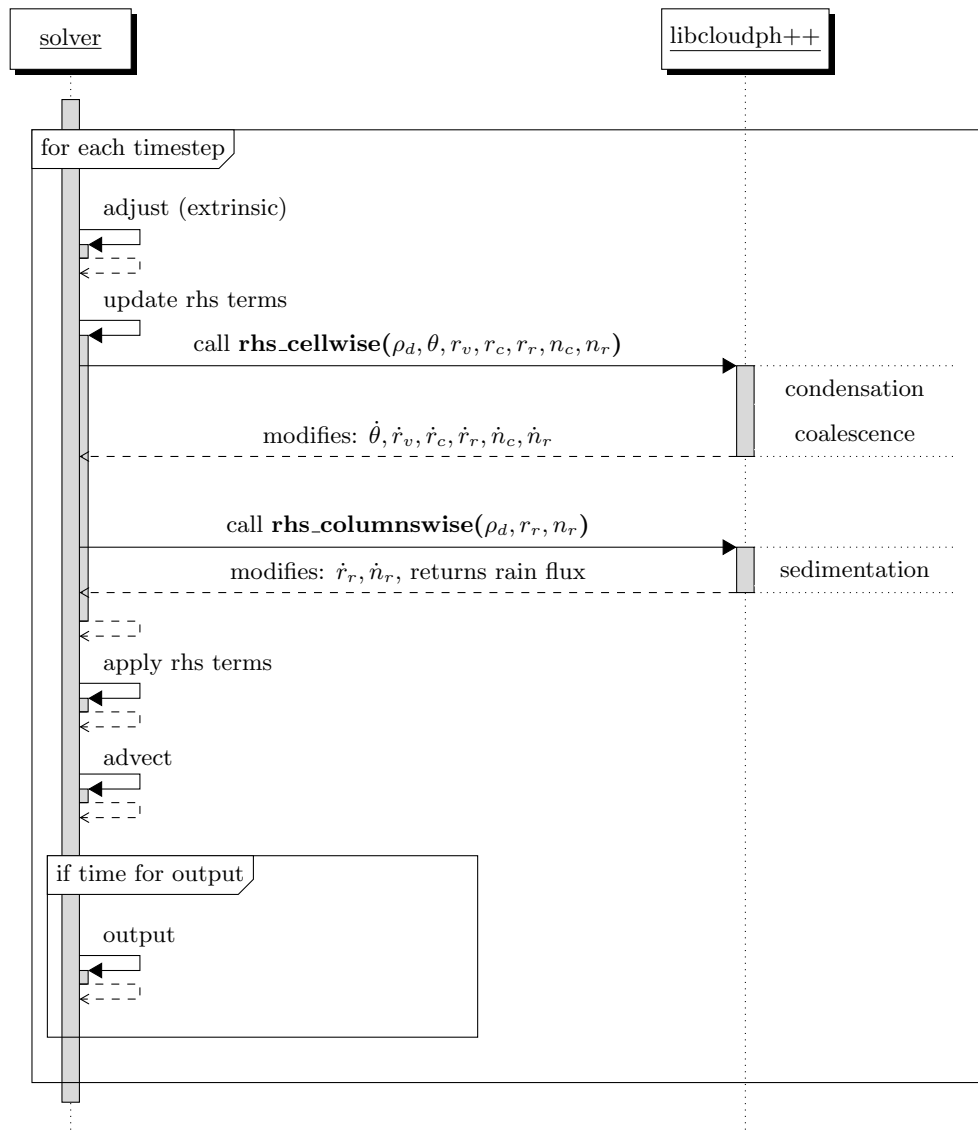 solver
libcloudph++
for each timestep
adjust (extrinsic)
update rhs terms
call rhs_cellwise(ρ_d, θ, r_v, r_c, r_r, n_c, n_r)
condensation
modifies: θ̇, ṙ_v, ṙ_c, ṙ_r, ṅ_c, ṅ_r
coalescence
call rhs_columnswise(ρ_d, r_r, n_r)
modifies: ṙ_r, ṅ_r, returns rain flux
sedimentation
apply rhs terms
advect
if time for output
output